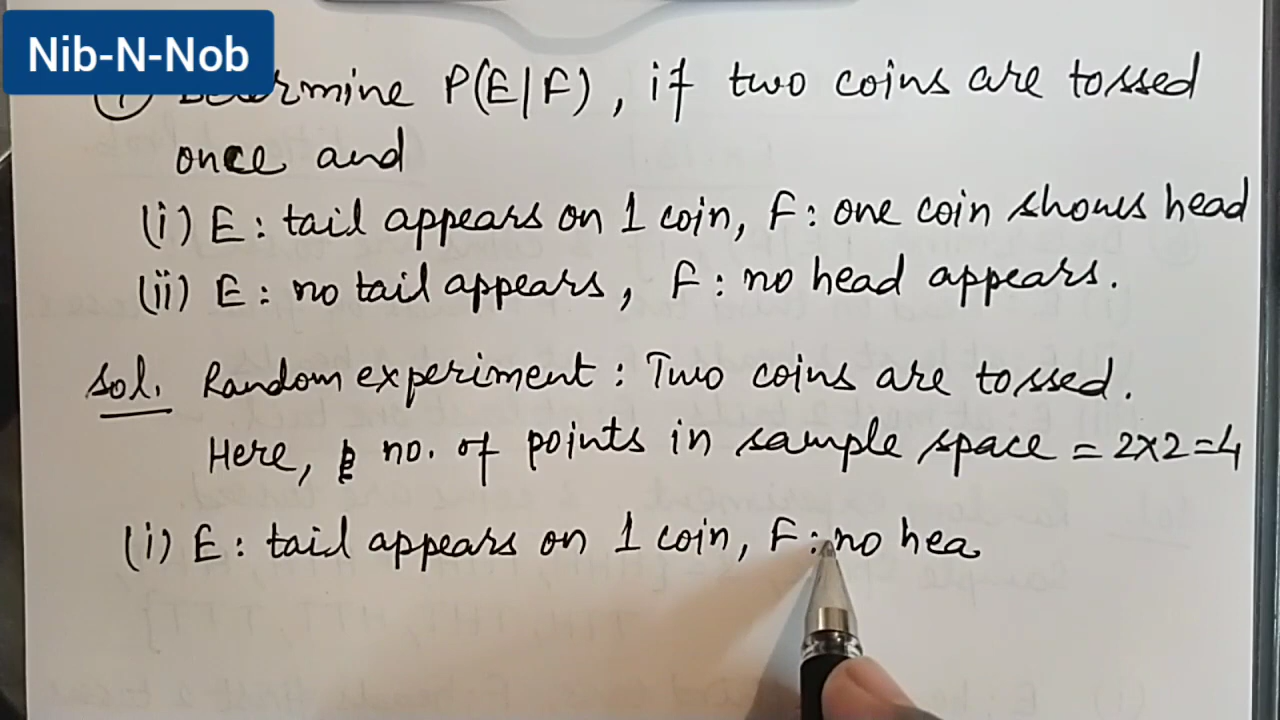 Nib-N-Nob
Determine P(E/F), if two coins are tossed
once and
(i) E: tail appears on 1 coin, F: one coin shows head
(ii) E: no tail appears, F: no head appears.
Sol. Random experiment: Two coins are tossed.
Here, no. of points in sample space = 2×2=4
(i) E: tail appears on 1 coin, F: no hea